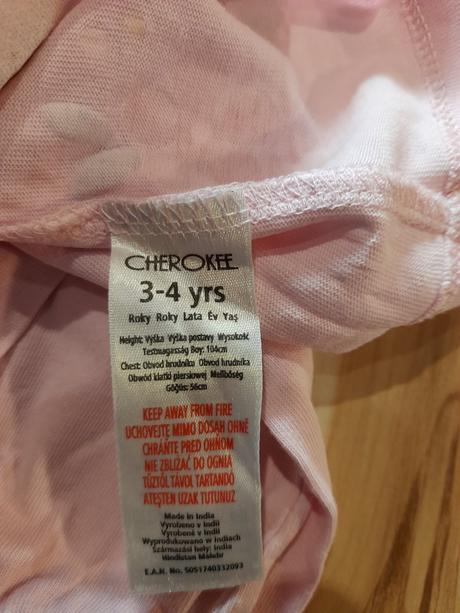 CHEROKEE
3-4 yrs
Roky Roky Lata Év Yaş
Height: Výška Výška postavy Wysokość
Testmagasság Boy: 104cm
Chest: Obvod hrudníku Obvod hrudníka
Obwód klatki piersiowej Mellbőség
Göğüs: 56cm
KEEP AWAY FROM FIRE
UCHOVEJTE MIMO DOSAH OHNĚ
CHRÁŇTE PRED OHŇOM
NIE ZBLIŻAĆ DO OGNIA
TŰZTŐL TÁVOL TARTANDÓ
ATEŞTEN UZAK TUTUNUZ
Made in India
Vyrobeno v Indii
Vyrobené v Indii
Wyprodukowano w Indiach
Származási hely: India
Hindistan Malıdır
E.A.N. No. 5051740312093